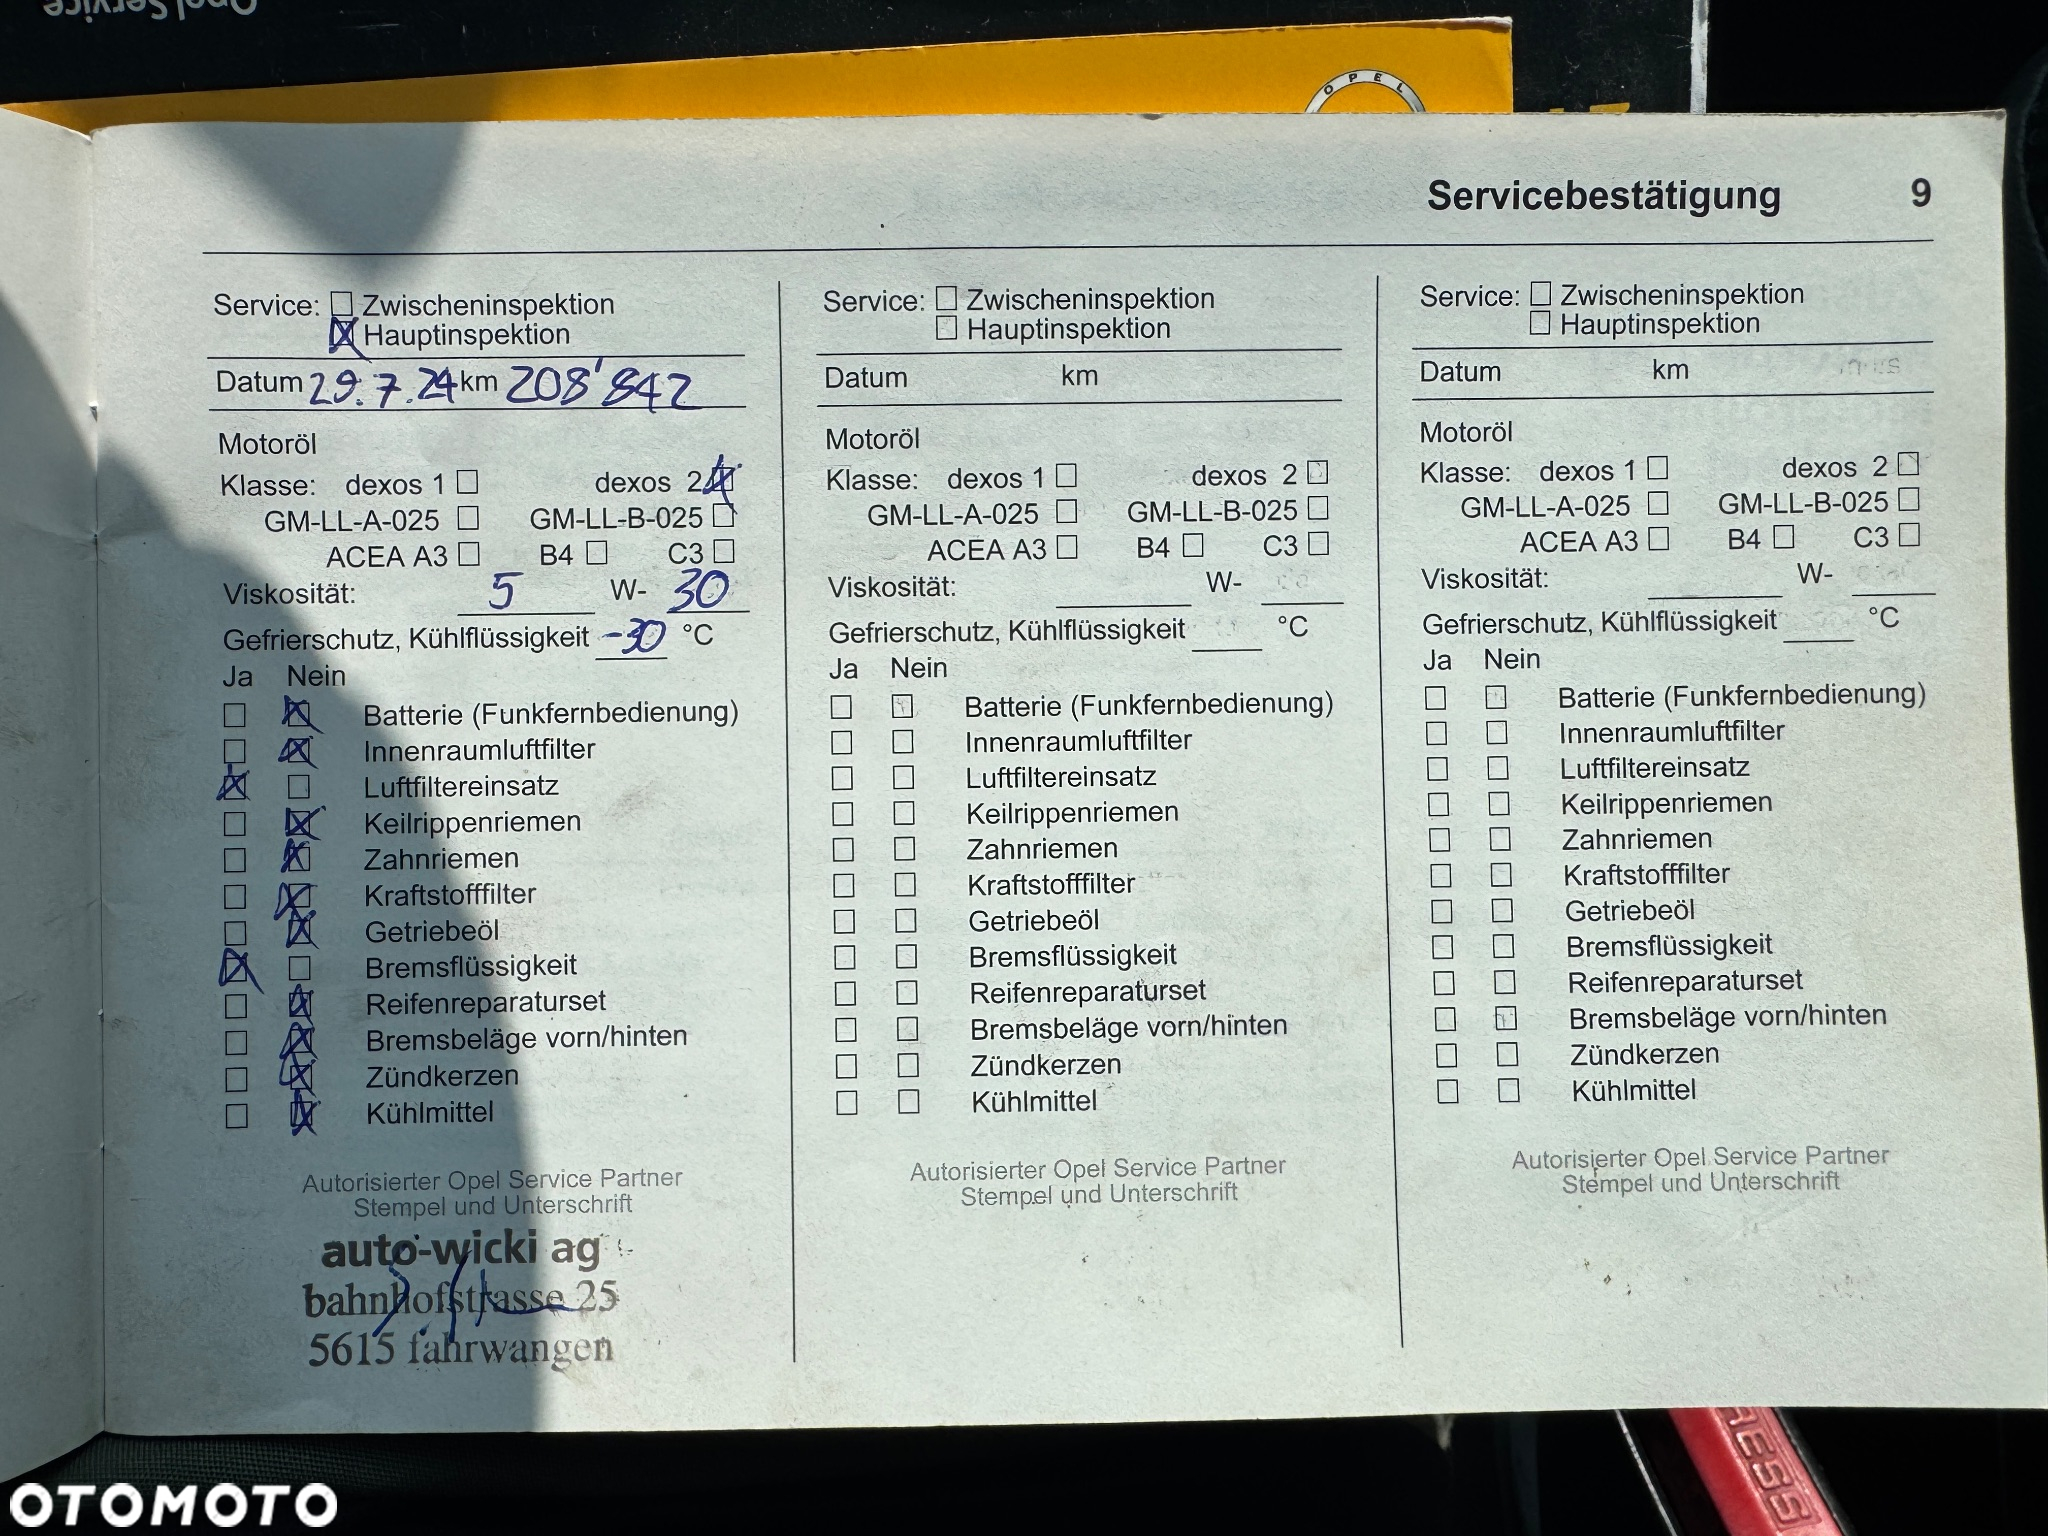 Opel Service
OPEL
Servicebestätigung 9
Service: Zwischeninspektion
Hauptinspektion
Datum 29.7.24 km 208'842
Motoröl
Klasse: dexos 1 dexos 2
GM-LL-A-025 GM-LL-B-025
ACEA A3 B4 C3
Viskosität: 5 W- 30
Gefrierschutz, Kühlflüssigkeit -30 °C
Ja Nein
Batterie (Funkfernbedienung)
Innenraumluftfilter
Luftfiltereinsatz
Keilrippenriemen
Zahnriemen
Kraftstofffilter
Getriebeöl
Bremsflüssigkeit
Reifenreparaturset
Bremsbeläge vorn/hinten
Zündkerzen
Kühlmittel
Autorisierter Opel Service Partner
Stempel und Unterschrift
auto-wicki ag
bahnhofstrasse 25
5615 fahrwangen
Service: Zwischeninspektion
Hauptinspektion
Datum km
Motoröl
Klasse: dexos 1 dexos 2
GM-LL-A-025 GM-LL-B-025
ACEA A3 B4 C3
Viskosität: W-
Gefrierschutz, Kühlflüssigkeit °C
Ja Nein
Batterie (Funkfernbedienung)
Innenraumluftfilter
Luftfiltereinsatz
Keilrippenriemen
Zahnriemen
Kraftstofffilter
Getriebeöl
Bremsflüssigkeit
Reifenreparaturset
Bremsbeläge vorn/hinten
Zündkerzen
Kühlmittel
Autorisierter Opel Service Partner
Stempel und Unterschrift
Service: Zwischeninspektion
Hauptinspektion
Datum km
Motoröl
Klasse: dexos 1 dexos 2
GM-LL-A-025 GM-LL-B-025
ACEA A3 B4 C3
Viskosität: W-
Gefrierschutz, Kühlflüssigkeit °C
Ja Nein
Batterie (Funkfernbedienung)
Innenraumluftfilter
Luftfiltereinsatz
Keilrippenriemen
Zahnriemen
Kraftstofffilter
Getriebeöl
Bremsflüssigkeit
Reifenreparaturset
Bremsbeläge vorn/hinten
Zündkerzen
Kühlmittel
Autorisierter Opel Service Partner
Stempel und Unterschrift
OTOMOTO